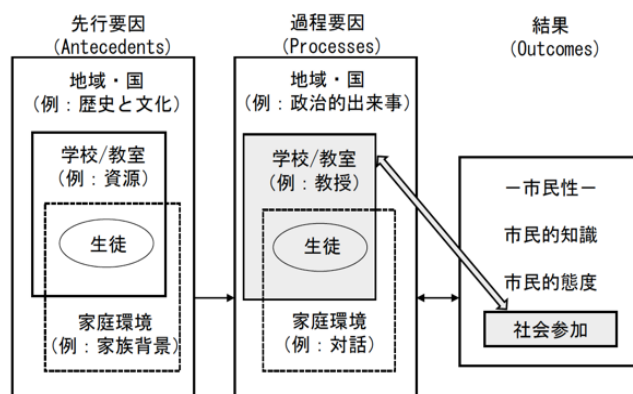 先行要因
(Antecedents)
地域・国
(例：歴史と文化)
学校/教室
(例：資源)
生徒
家庭環境
(例：家族背景)
過程要因
(Processes)
地域・国
(例：政治的出来事)
学校/教室
(例：教授)
生徒
家庭環境
(例：対話)
結果
(Outcomes)
－市民性－
市民的知識
市民的態度
社会参加